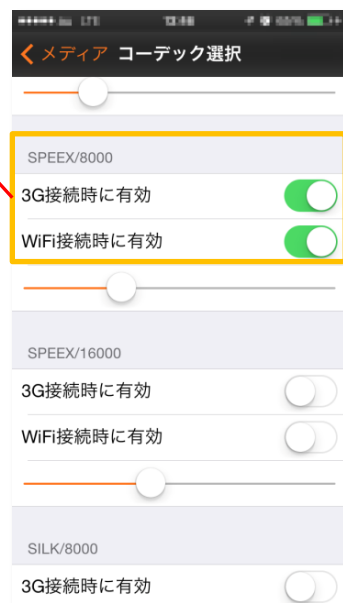 メディア コーデック選択
SPEEX/8000
3G接続時に有効
WiFi接続時に有効
SPEEX/16000
3G接続時に有効
WiFi接続時に有効
SILK/8000
3G接続時に有効